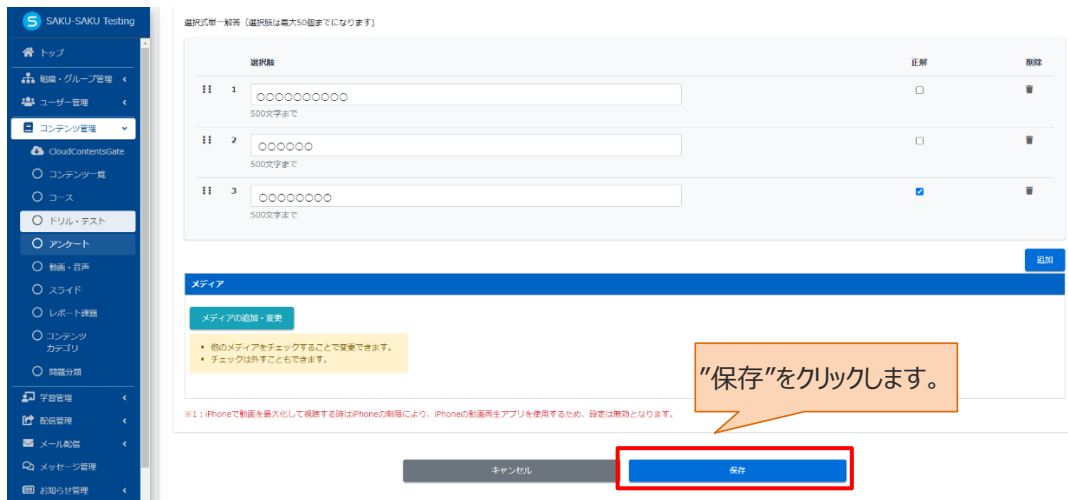 SAKU-SAKU Testing
トップ
組織・グループ管理
ユーザー管理
コンテンツ管理
CloudContentsGate
コンテンツ一覧
コース
ドリル・テスト
アンケート
動画・音声
スライド
レポート課題
コンテンツ
カテゴリ
問題分類
学習管理
配信管理
メール配信
メッセージ管理
お知らせ管理
選択式単一解答（選択肢は最大50個までになります）
選択肢 正解 削除
1 ○○○○○○○○○○
500文字まで
2 ○○○○○○
500文字まで
3 ○○○○○○○○
500文字まで
追加
メディア
メディアの追加・変更
• 他のメディアをチェックすることで変更できます。
• チェックは外すこともできます。
”保存”をクリックします。
※1：iPhoneで動画を最大化して視聴する時はiPhoneの制限により、iPhoneの動画再生アプリを使用するため、設定は無効となります。
キャンセル 保存